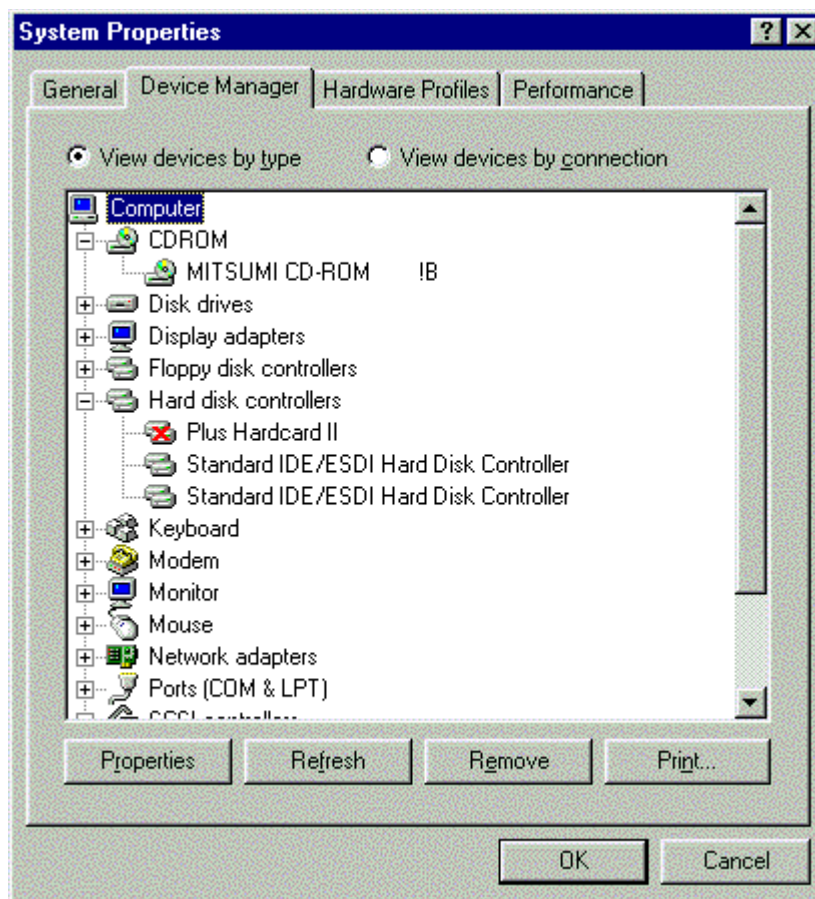 System Properties
General Device Manager Hardware Profiles Performance
View devices by type View devices by connection
Computer
CDROM
MITSUMI CD-ROM !B
Disk drives
Display adapters
Floppy disk controllers
Hard disk controllers
Plus Hardcard II
Standard IDE/ESDI Hard Disk Controller
Standard IDE/ESDI Hard Disk Controller
Keyboard
Modem
Monitor
Mouse
Network adapters
Ports (COM & LPT)
SCSI controllers
Properties Refresh Remove Print...
OK Cancel